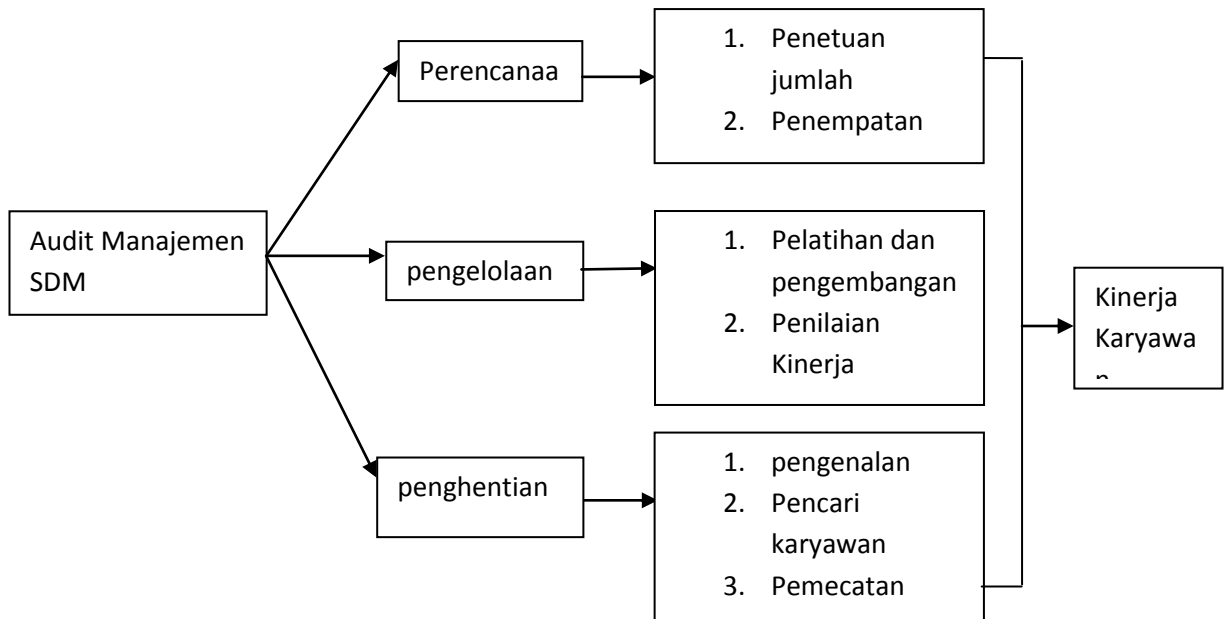 Perencanaa
1. Penetuan
jumlah
2. Penempatan
Audit Manajemen
SDM
pengelolaan
1. Pelatihan dan
pengembangan
2. Penilaian
Kinerja
Kinerja
Karyawa
n
penghentian
1. pengenalan
2. Pencari
karyawan
3. Pemecatan